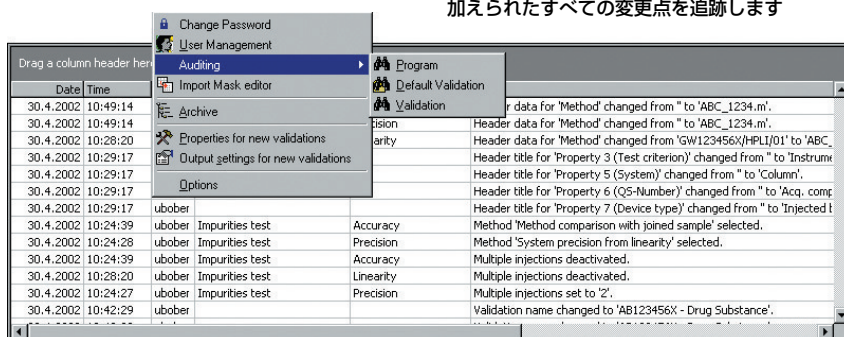 加えられたすべての変更点を追跡します
Change Password
User Management
Auditing
Import Mask editor
Archive
Properties for new validations
Output settings for new validations
Options
Program
Default Validation
Validation
Drag a column header her
Date Time
30.4.2002 10:49:14 r data for 'Method' changed from '' to 'ABC_1234.m'.
30.4.2002 10:49:14 ision Header data for 'Method' changed from '' to 'ABC_1234.m'.
30.4.2002 10:28:20 arity Header data for 'Method' changed from 'GW123456X/HPLI/01' to 'ABC_
30.4.2002 10:29:17 Header title for 'Property 3 (Test criterion)' changed from '' to 'Instrume
30.4.2002 10:29:17 Header title for 'Property 5 (System)' changed from '' to 'Column'.
30.4.2002 10:29:17 Header title for 'Property 6 (QS-Number)' changed from '' to 'Acq. comp
30.4.2002 10:29:17 ubober Header title for 'Property 7 (Device type)' changed from '' to 'Injected b
30.4.2002 10:24:39 ubober Impurities test Accuracy Method 'Method comparison with joined sample' selected.
30.4.2002 10:24:28 ubober Impurities test Precision Method 'System precision from linearity' selected.
30.4.2002 10:24:39 ubober Impurities test Accuracy Multiple injections deactivated.
30.4.2002 10:28:20 ubober Impurities test Linearity Multiple injections deactivated.
30.4.2002 10:24:27 ubober Impurities test Precision Multiple injections set to '2'.
30.4.2002 10:42:29 ubober Validation name changed to 'AB123456X - Drug Substance'.